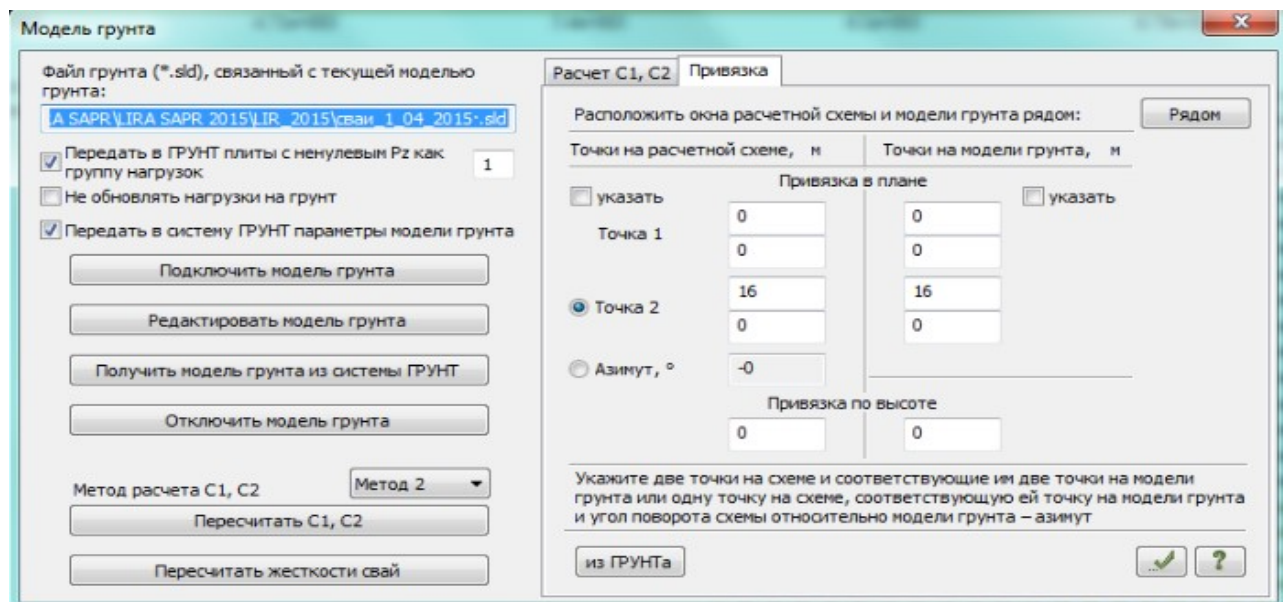 Модель грунта
Файл грунта (*.sld), связанный с текущей моделью
грунта:
A SAPR\LIRA SAPR 2015\LIR_2015\сваи_1_04_2015·.sld
Передать в ГРУНТ плиты с ненулевым Pz как
группу нагрузок
1
Не обновлять нагрузки на грунт
Передать в систему ГРУНТ параметры модели грунта
Подключить модель грунта
Редактировать модель грунта
Получить модель грунта из системы ГРУНТ
Отключить модель грунта
Метод расчета C1, C2
Метод 2
Пересчитать C1, C2
Пересчитать жесткости свай
Расчет C1, C2
Привязка
Расположить окна расчетной схемы и модели грунта рядом:
Рядом
Точки на расчетной схеме, м
Точки на модели грунта, м
Привязка в плане
указать
указать
Точка 1
0
0
0
0
Точка 2
16
16
0
0
Азимут, °
-0
Привязка по высоте
0
0
Укажите две точки на схеме и соответствующие им две точки на модели
грунта или одну точку на схеме, соответствующую ей точку на модели грунта
и угол поворота схемы относительно модели грунта – азимут
из ГРУНТа
?